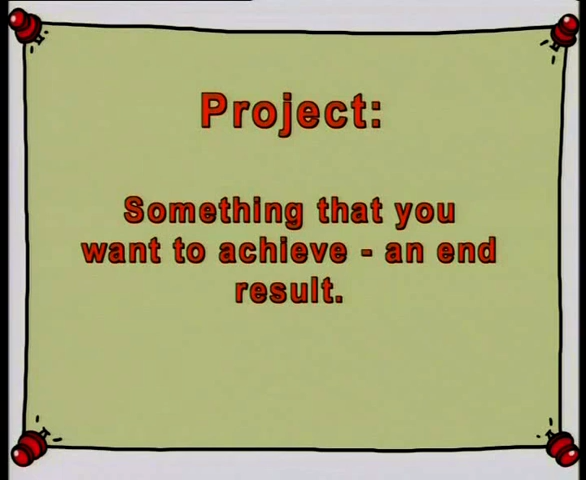 Project:
Something that you
want to achieve - an end
result.